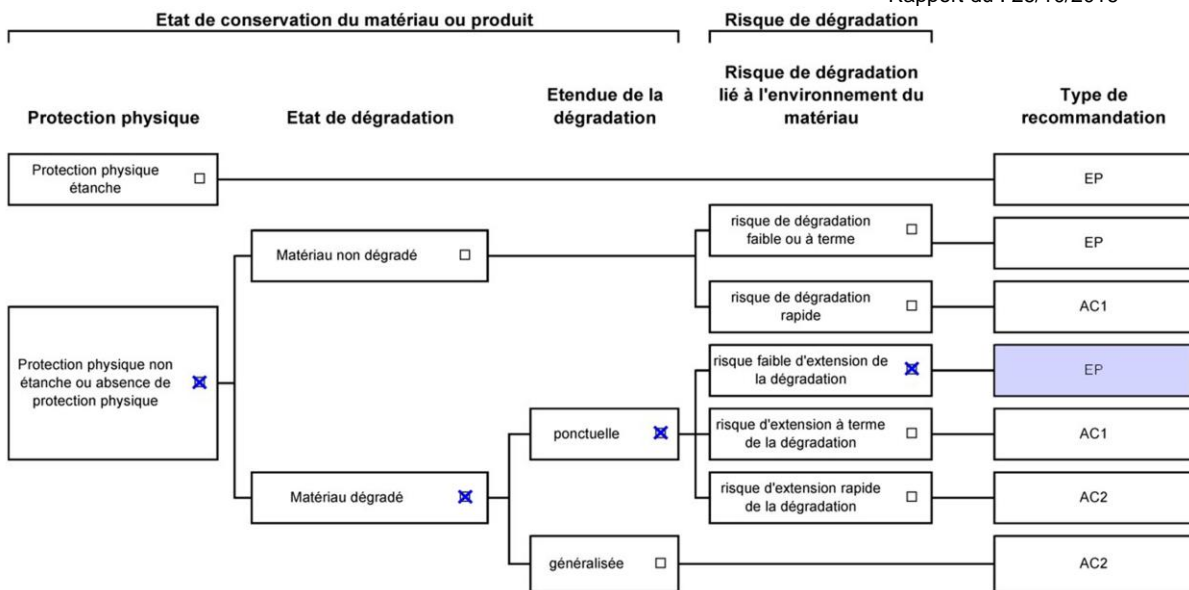 Rapport du :
Etat de conservation du matériau ou produit
Risque de dégradation
Protection physique
Etat de dégradation
Etendue de la
dégradation
Risque de dégradation
lié à l'environnement du
matériau
Type de
recommandation
Protection physique
étanche
EP
Matériau non dégradé
risque de dégradation
faible ou à terme
EP
risque de dégradation
rapide
AC1
Protection physique non
étanche ou absence de
protection physique
Matériau dégradé
ponctuelle
risque faible d'extension de
la dégradation
EP
risque d'extension à terme
de la dégradation
AC1
risque d'extension rapide
de la dégradation
AC2
généralisée
AC2